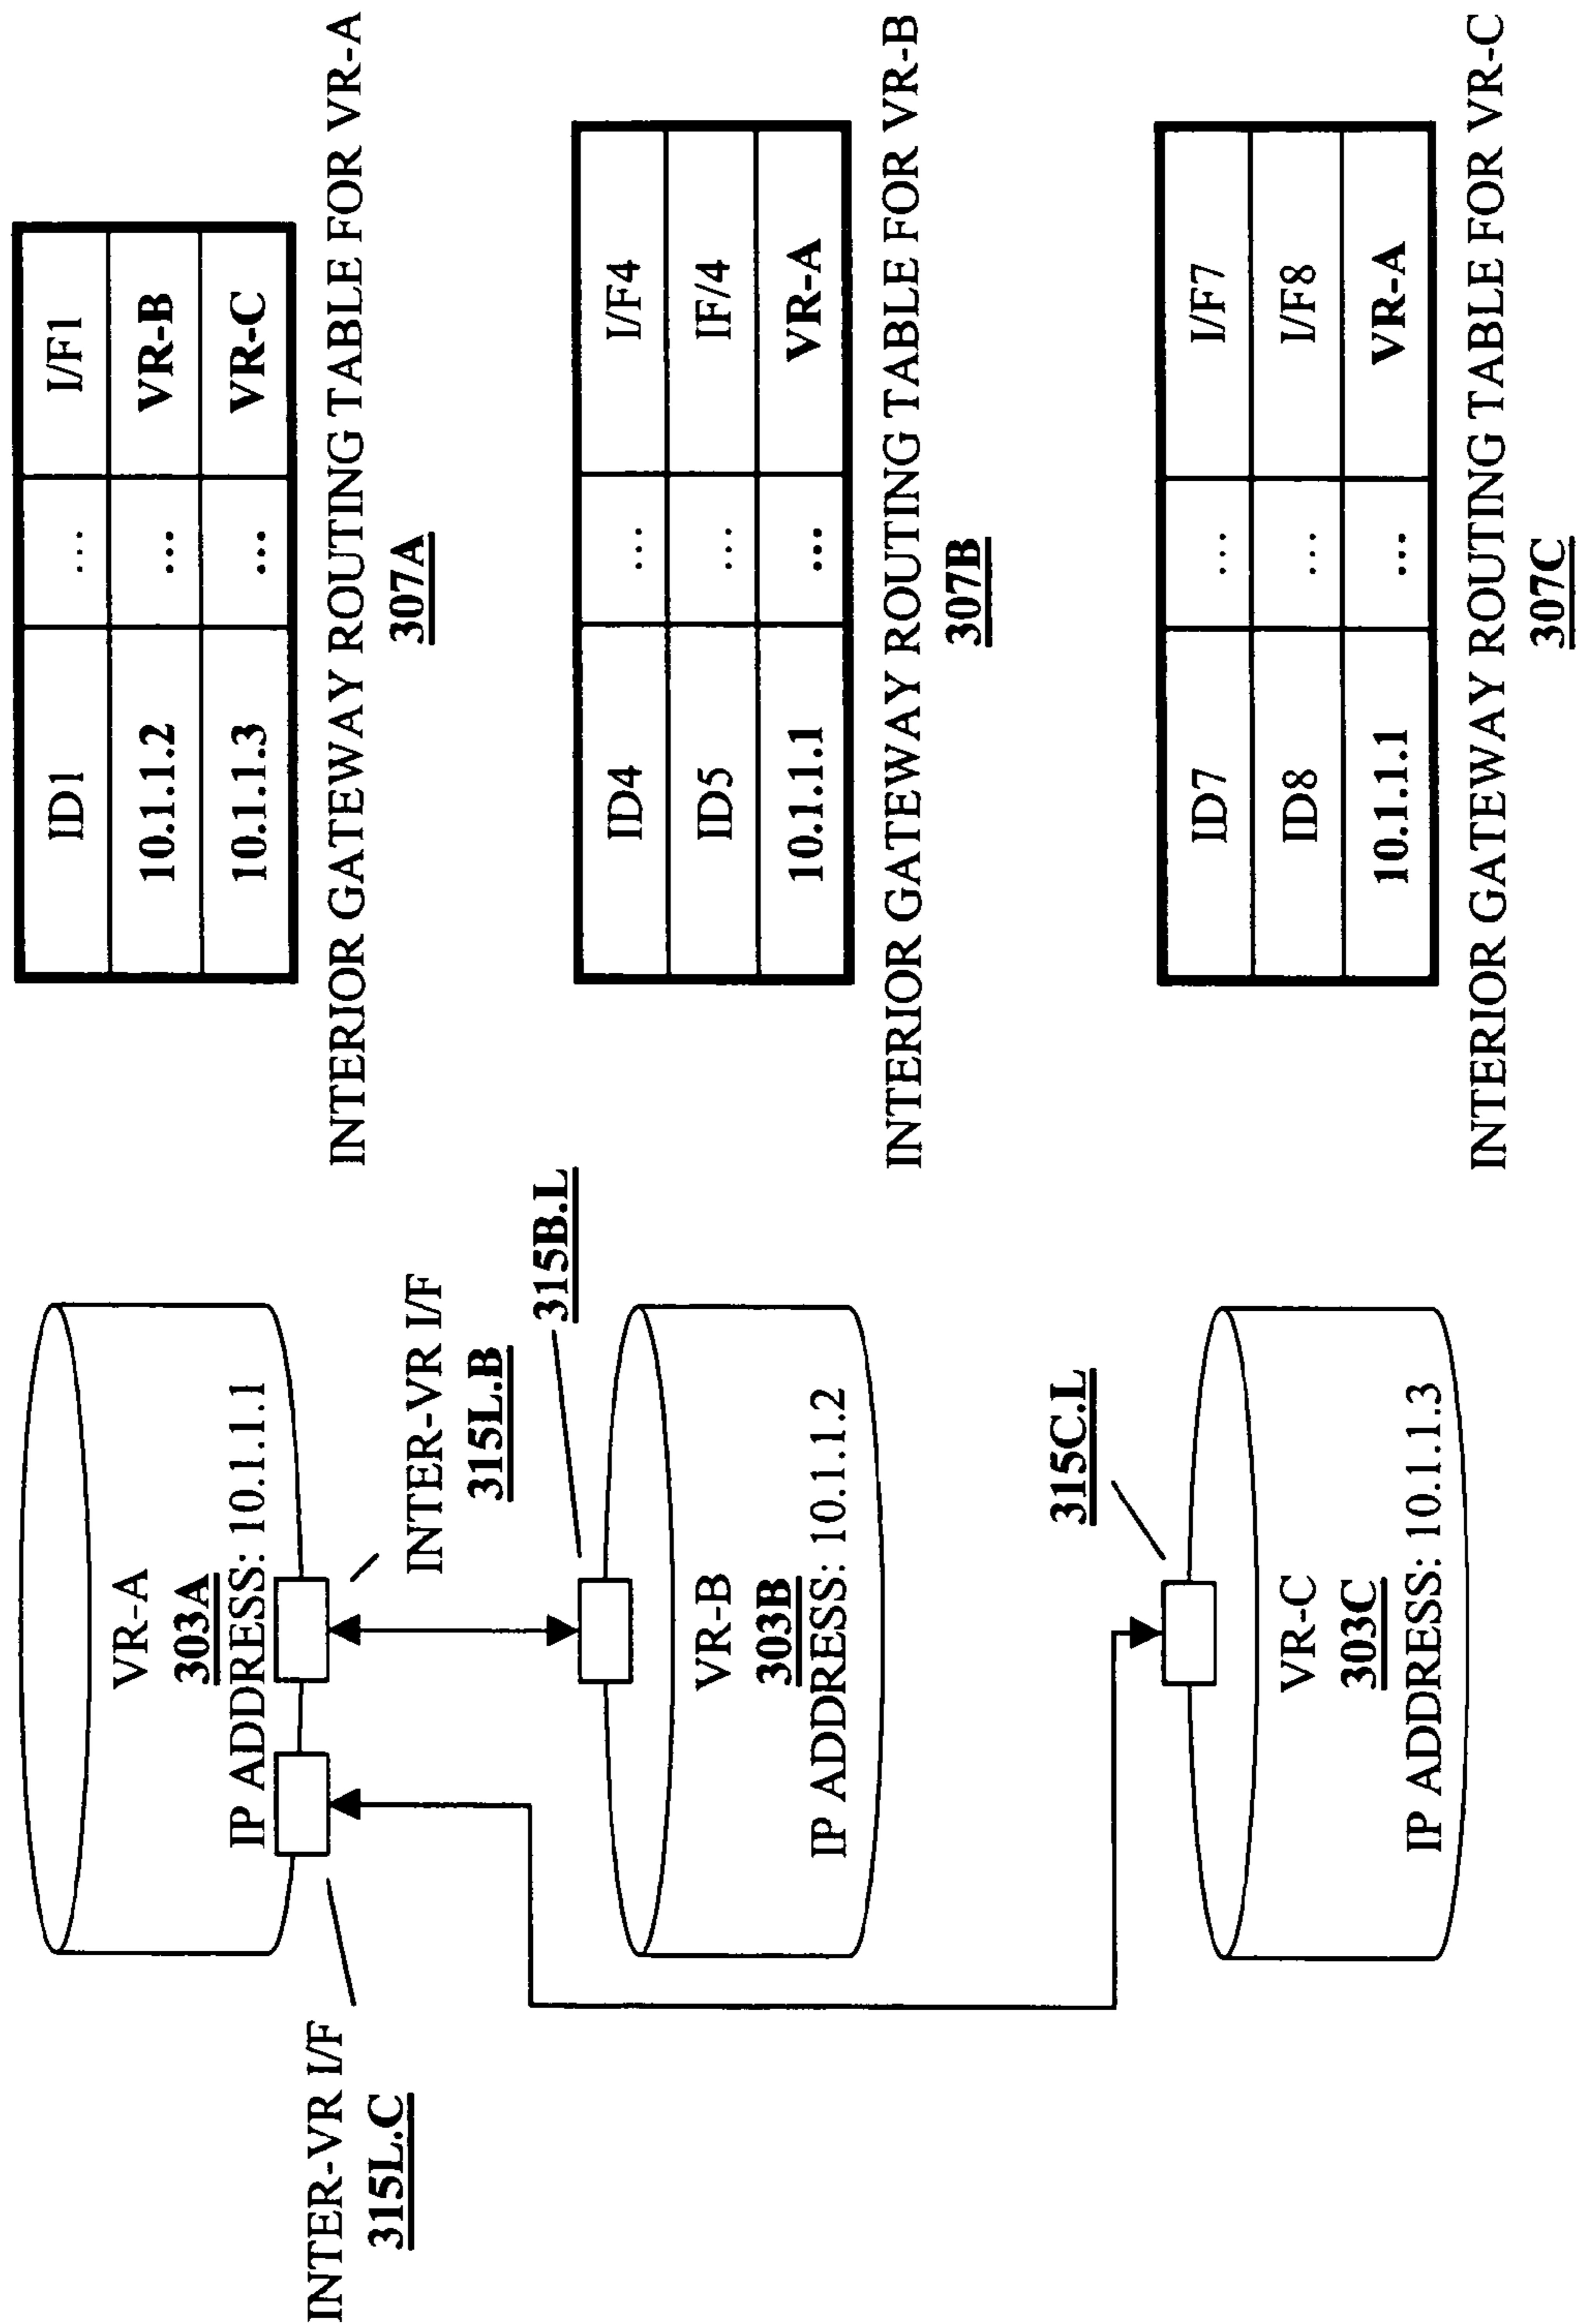 VR-A
303A
IP ADDRESS: 10.1.1.1
INTER-VR I/F
315L.C
INTER-VR I/F
315L.B
ID1 ... I/F1
10.1.1.2 ... VR-B
10.1.1.3 ... VR-C
INTERIOR GATEWAY ROUTING TABLE FOR VR-A
307A
315B.L
VR-B
303B
IP ADDRESS: 10.1.1.2
ID4 ... I/F4
ID5 ... IF/4
10.1.1.1 ... VR-A
INTERIOR GATEWAY ROUTING TABLE FOR VR-B
307B
315C.L
VR-C
303C
IP ADDRESS: 10.1.1.3
ID7 ... I/F7
ID8 ... I/F8
10.1.1.1 ... VR-A
INTERIOR GATEWAY ROUTING TABLE FOR VR-C
307C